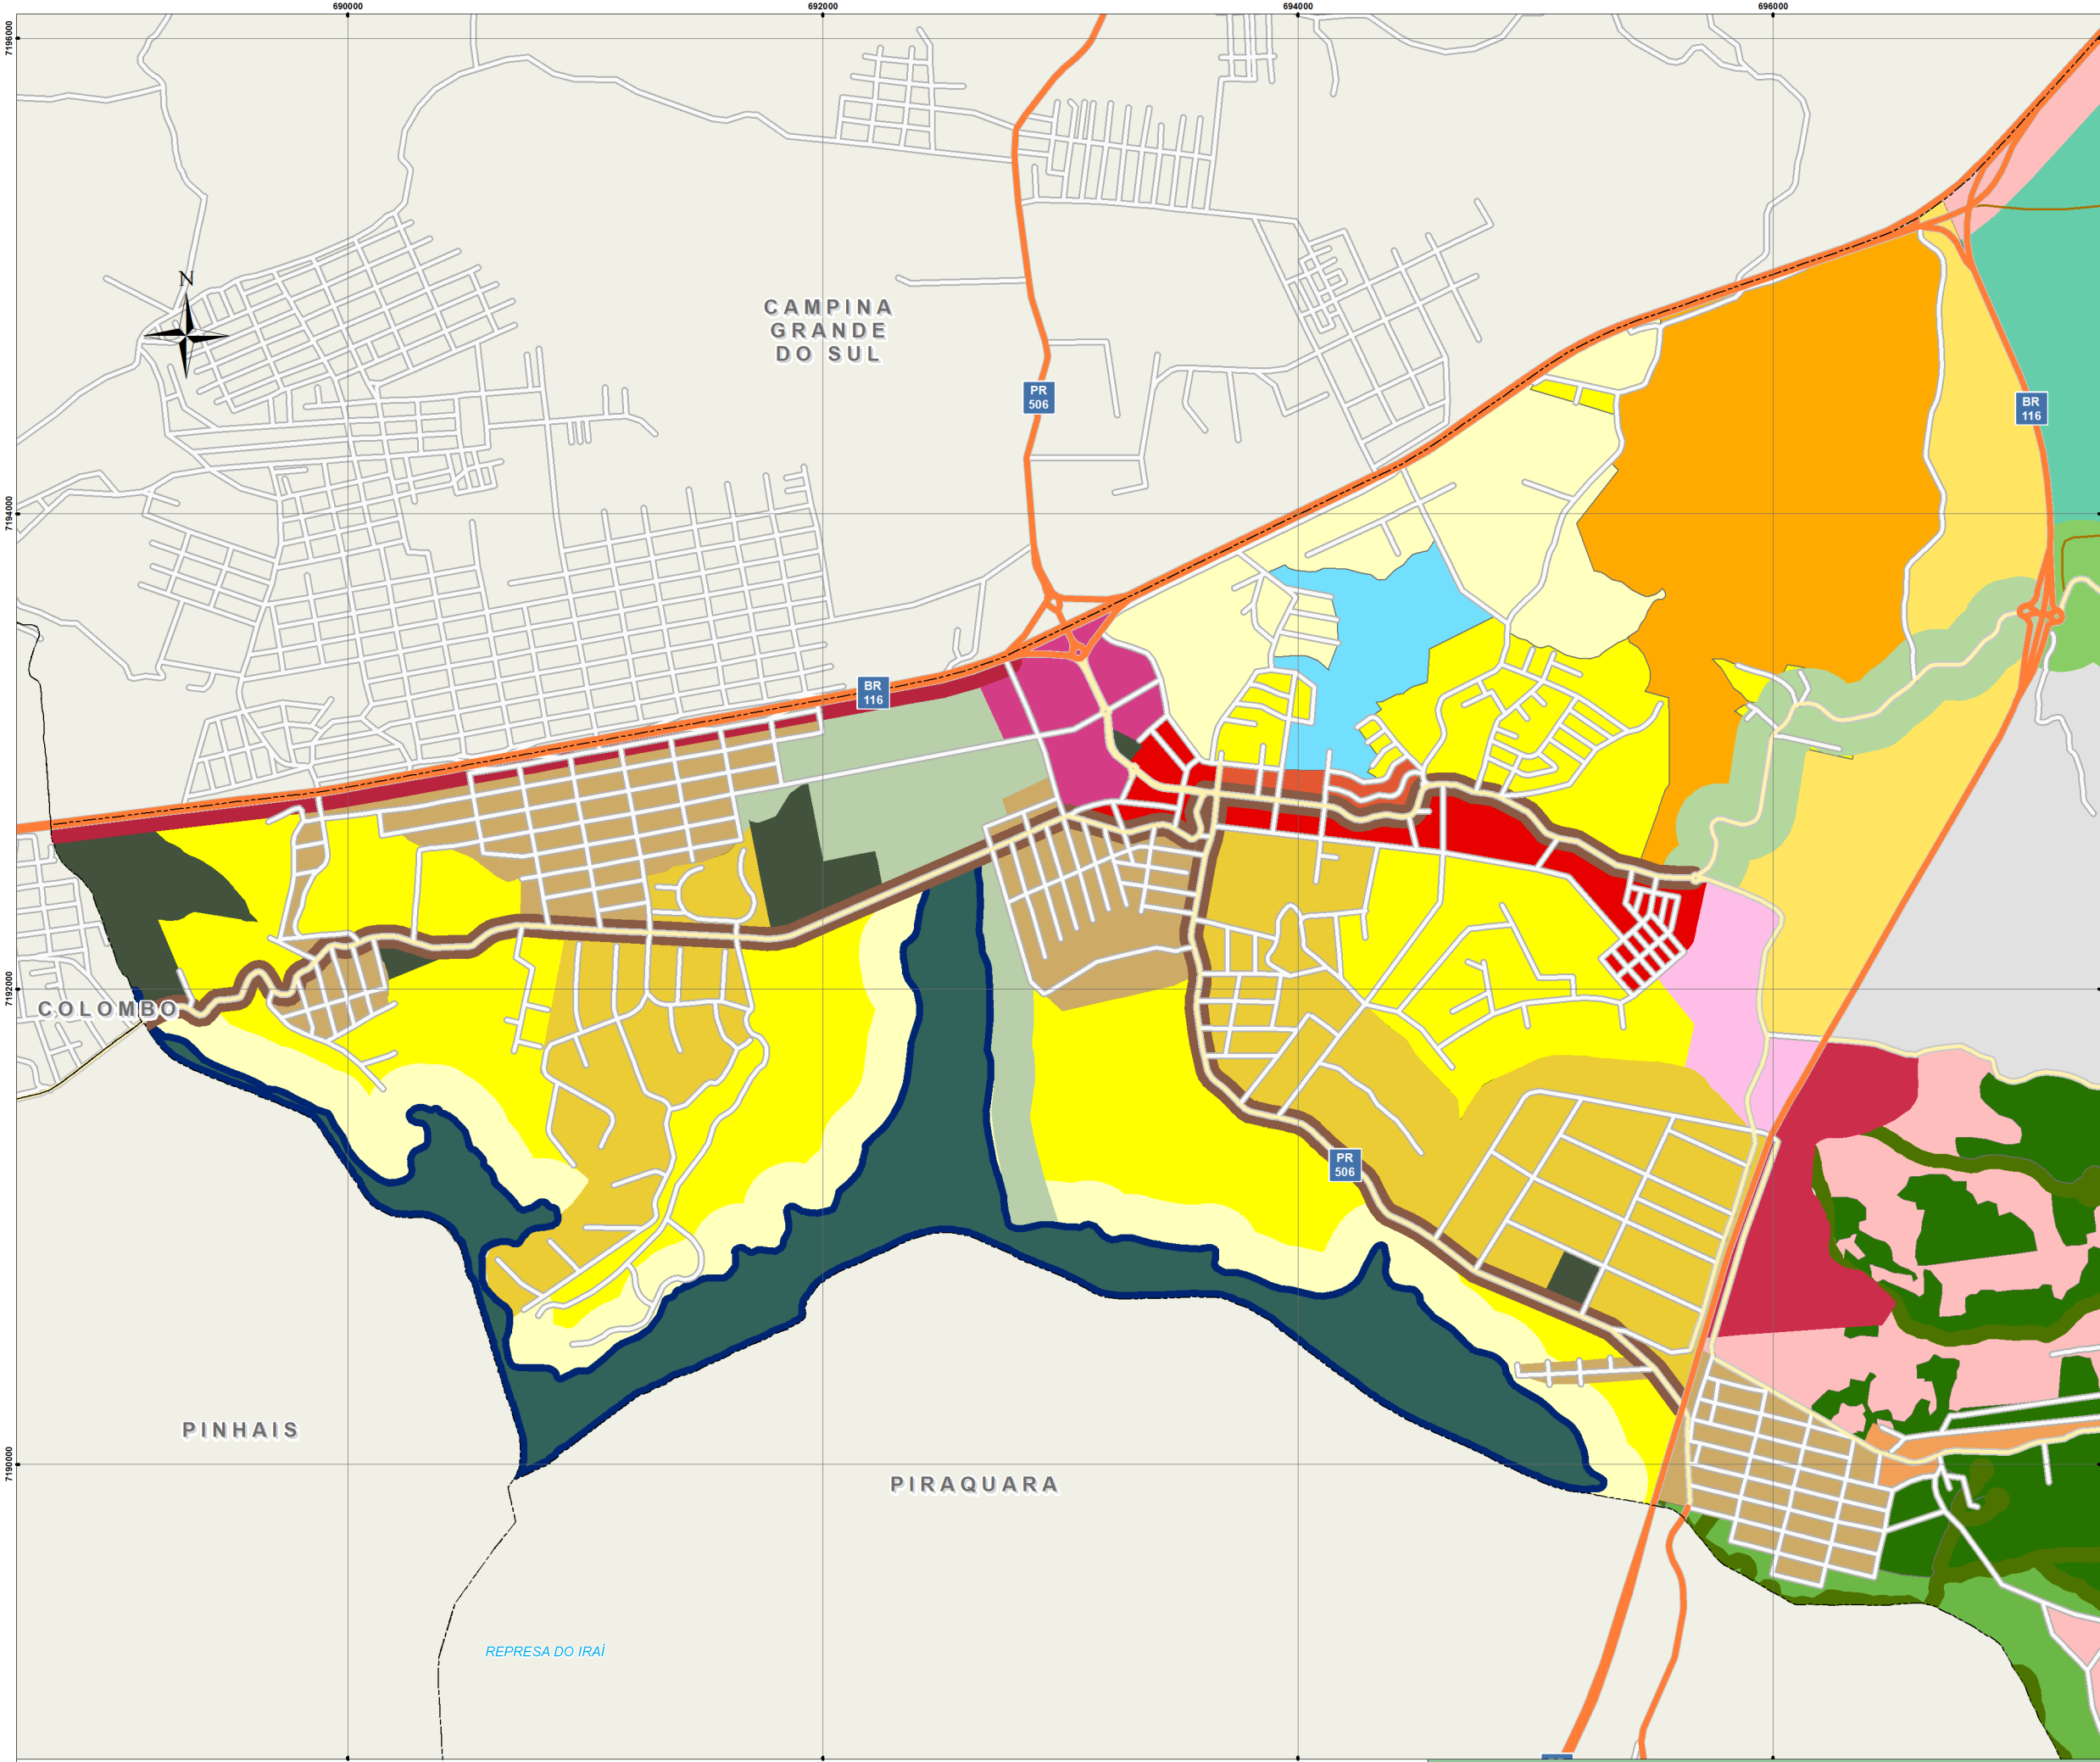 690000
692000
694000
696000
7196000
N
CAMPINA
GRANDE
DO SUL
PR
506
BR
116
7194000
BR
116
7192000
COLOMBO
PR
506
PINHAIS
7190000
PIRAQUARA
REPRESA DO IRAÍ